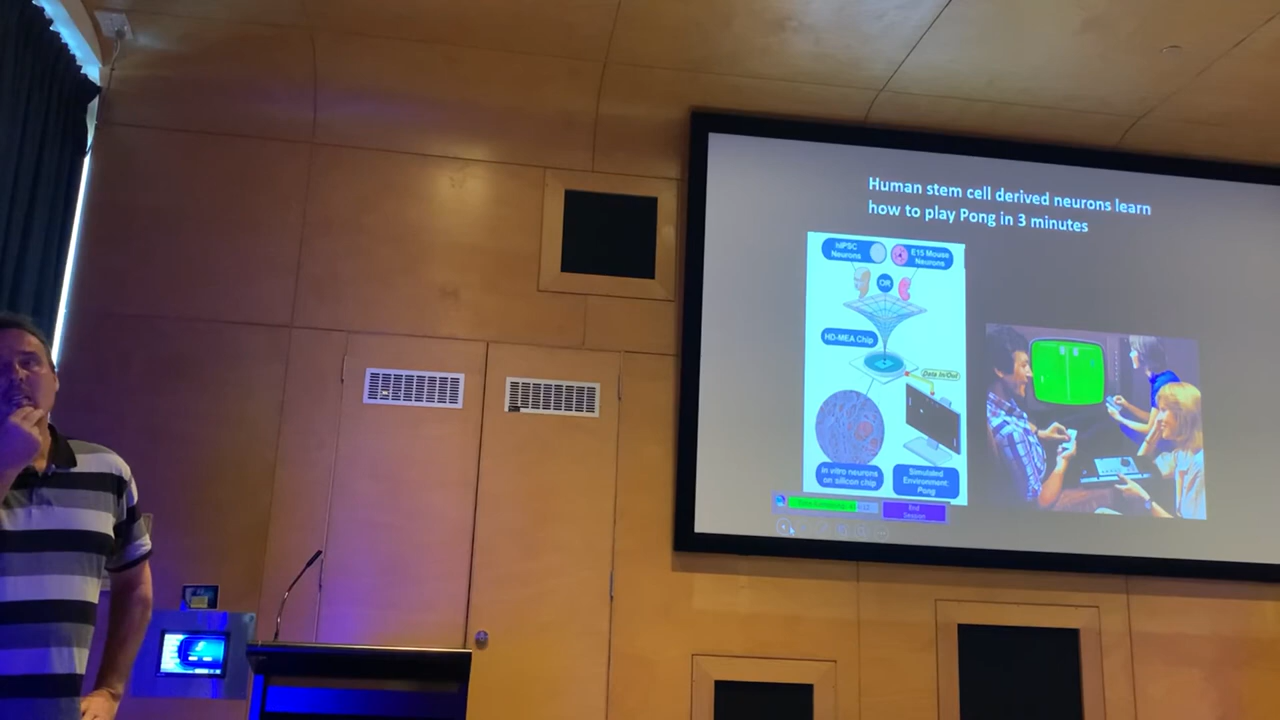 Human stem cell derived neurons learn
how to play Pong in 3 minutes
hiPSC
Neurons
E15 Mouse
Neurons
OR
HD-MEA Chip
Data In/Out
In vitro neurons
on silicon chip
Simulated
Environment:
Pong
End
Session